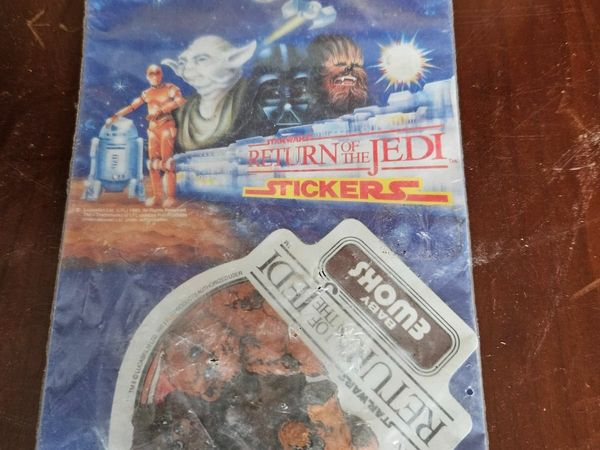 STAR WARS
RETURN OF THE JEDI
STICKERS
BABY
EWOKS
STAR WARS
RETURN OF THE JEDI